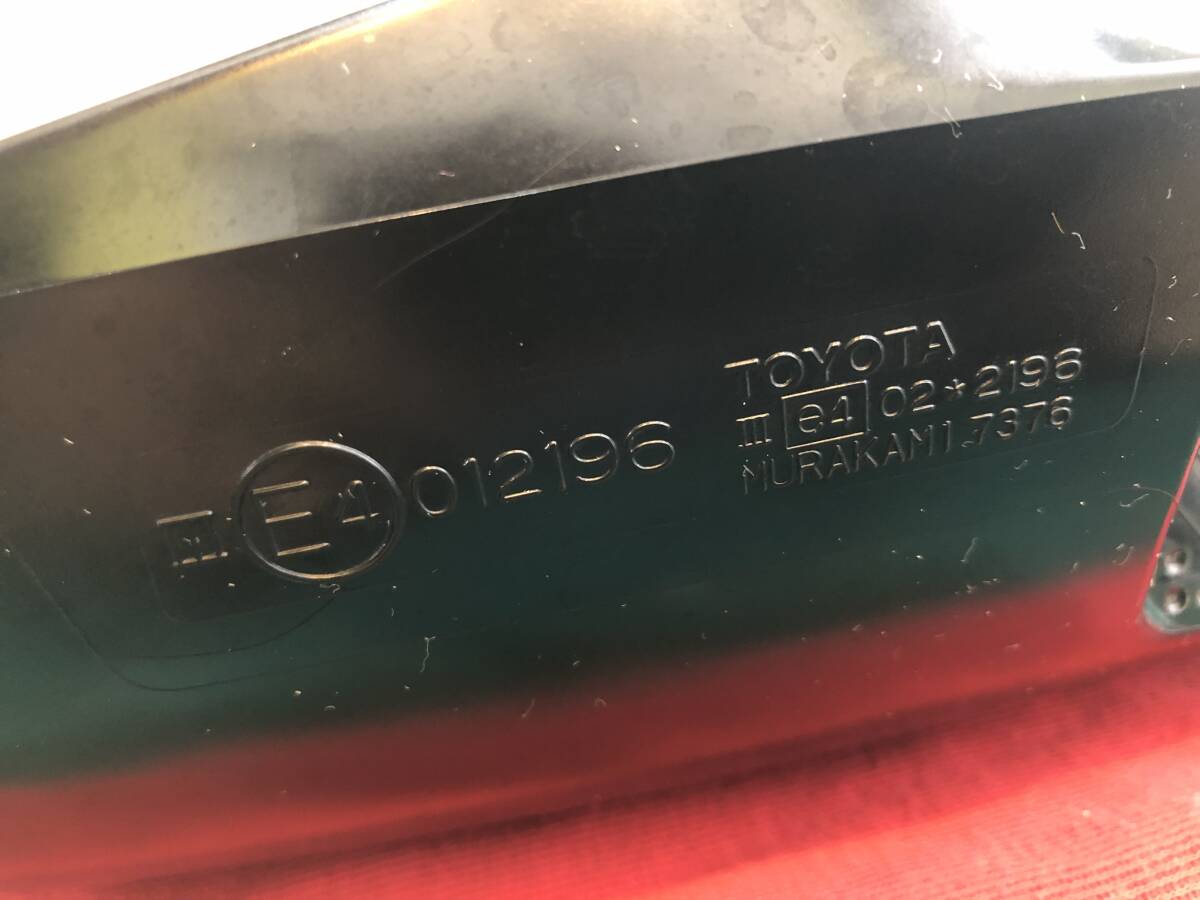 III E4 012196
TOYOTA
III e4 02*2196
MURAKAMI.7376